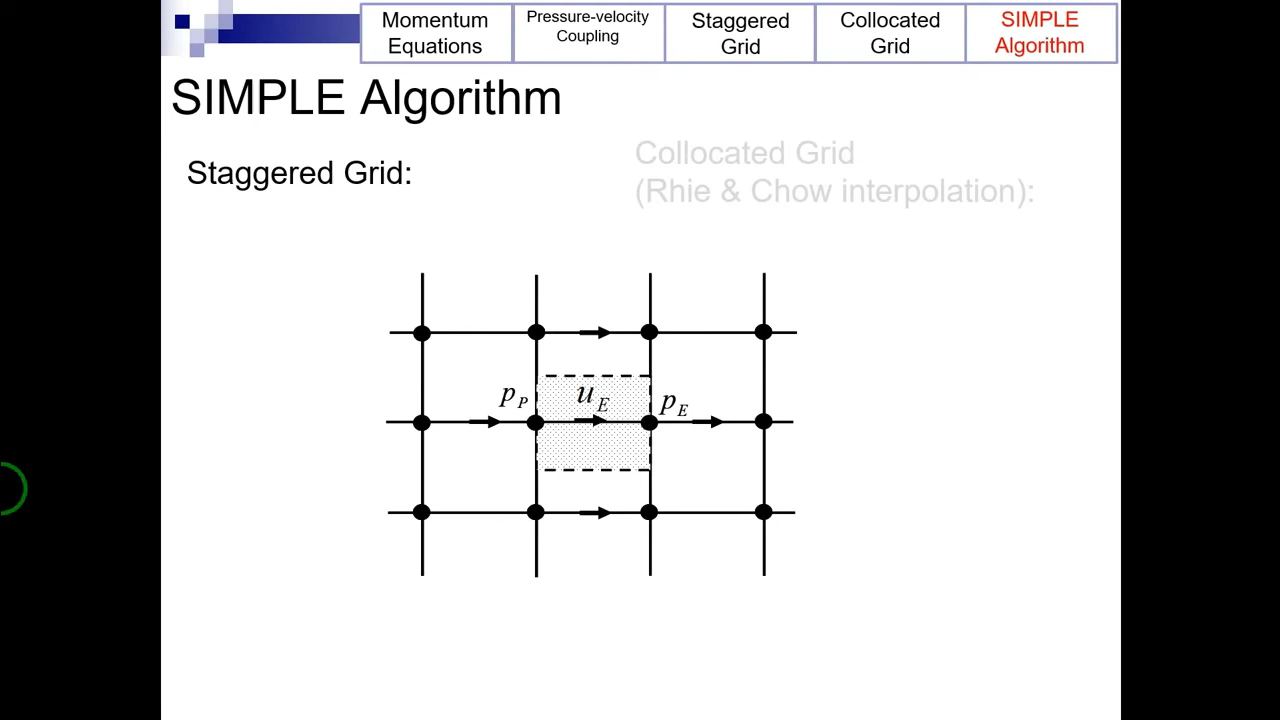 Momentum
Equations
Pressure-velocity
Coupling
Staggered
Grid
Collocated
Grid
SIMPLE
Algorithm
SIMPLE Algorithm
Staggered Grid:
Collocated Grid
(Rhie & Chow interpolation):
p_P u_E p_E